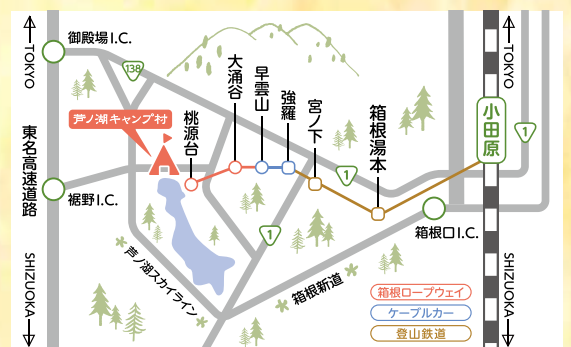 TOKYO
御殿場I.C.
138
大涌谷
早雲山
強羅
宮ノ下
箱根湯本
TOKYO
小田原
1
芦ノ湖キャンプ村
桃源台
東名高速道路
1
裾野I.C.
箱根口I.C.
1
SHIZUOKA
芦ノ湖スカイライン
箱根新道
SHIZUOKA
箱根ロープウェイ
ケーブルカー
登山鉄道